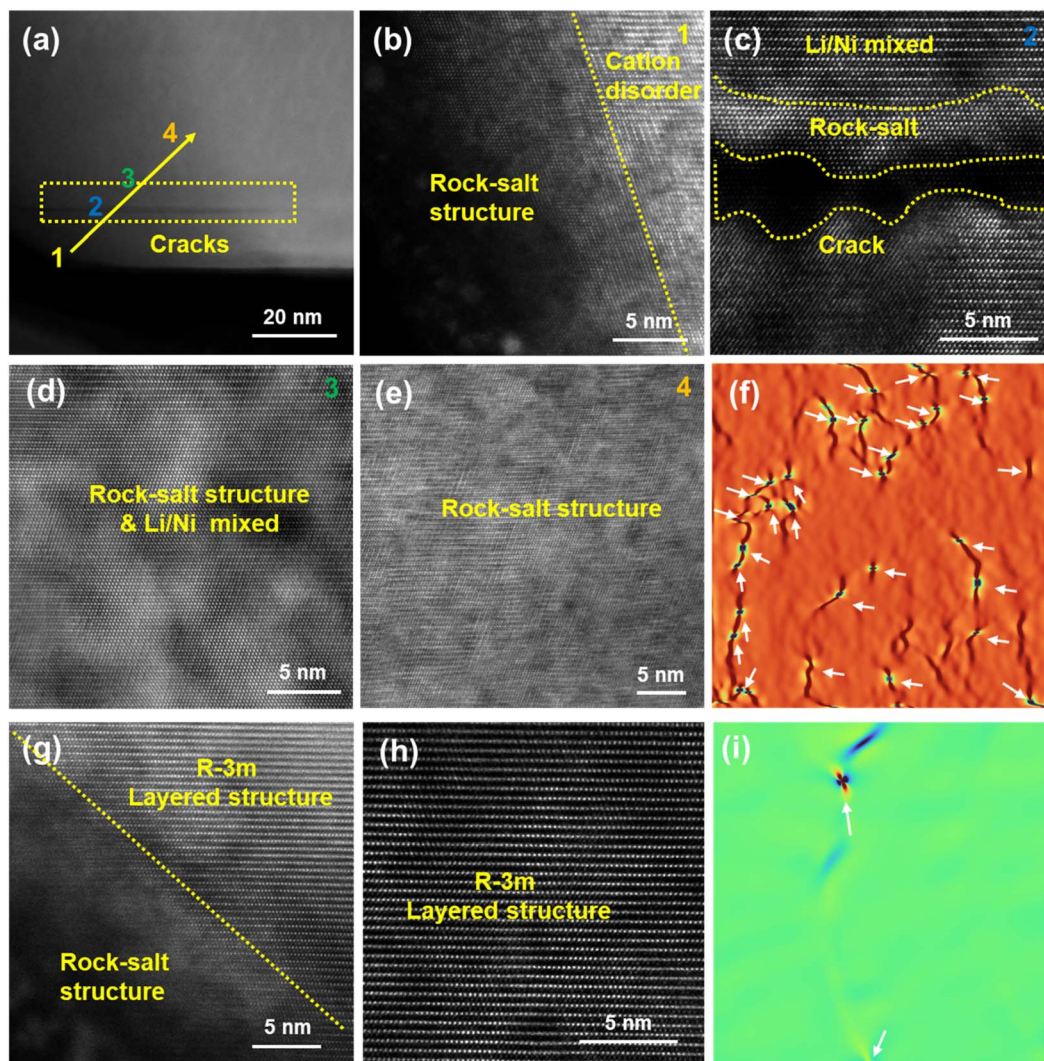 (a)
4
3
2
1
Cracks
20 nm
(b)
1
Cation
disorder
Rock-salt
structure
5 nm
(c)
2
Li/Ni mixed
Rock-salt
Crack
5 nm
(d)
3
Rock-salt structure
& Li/Ni mixed
5 nm
(e)
4
Rock-salt structure
5 nm
(f)
(g)
R-3m
Layered structure
Rock-salt
structure
5 nm
(h)
R-3m
Layered structure
5 nm
(i)